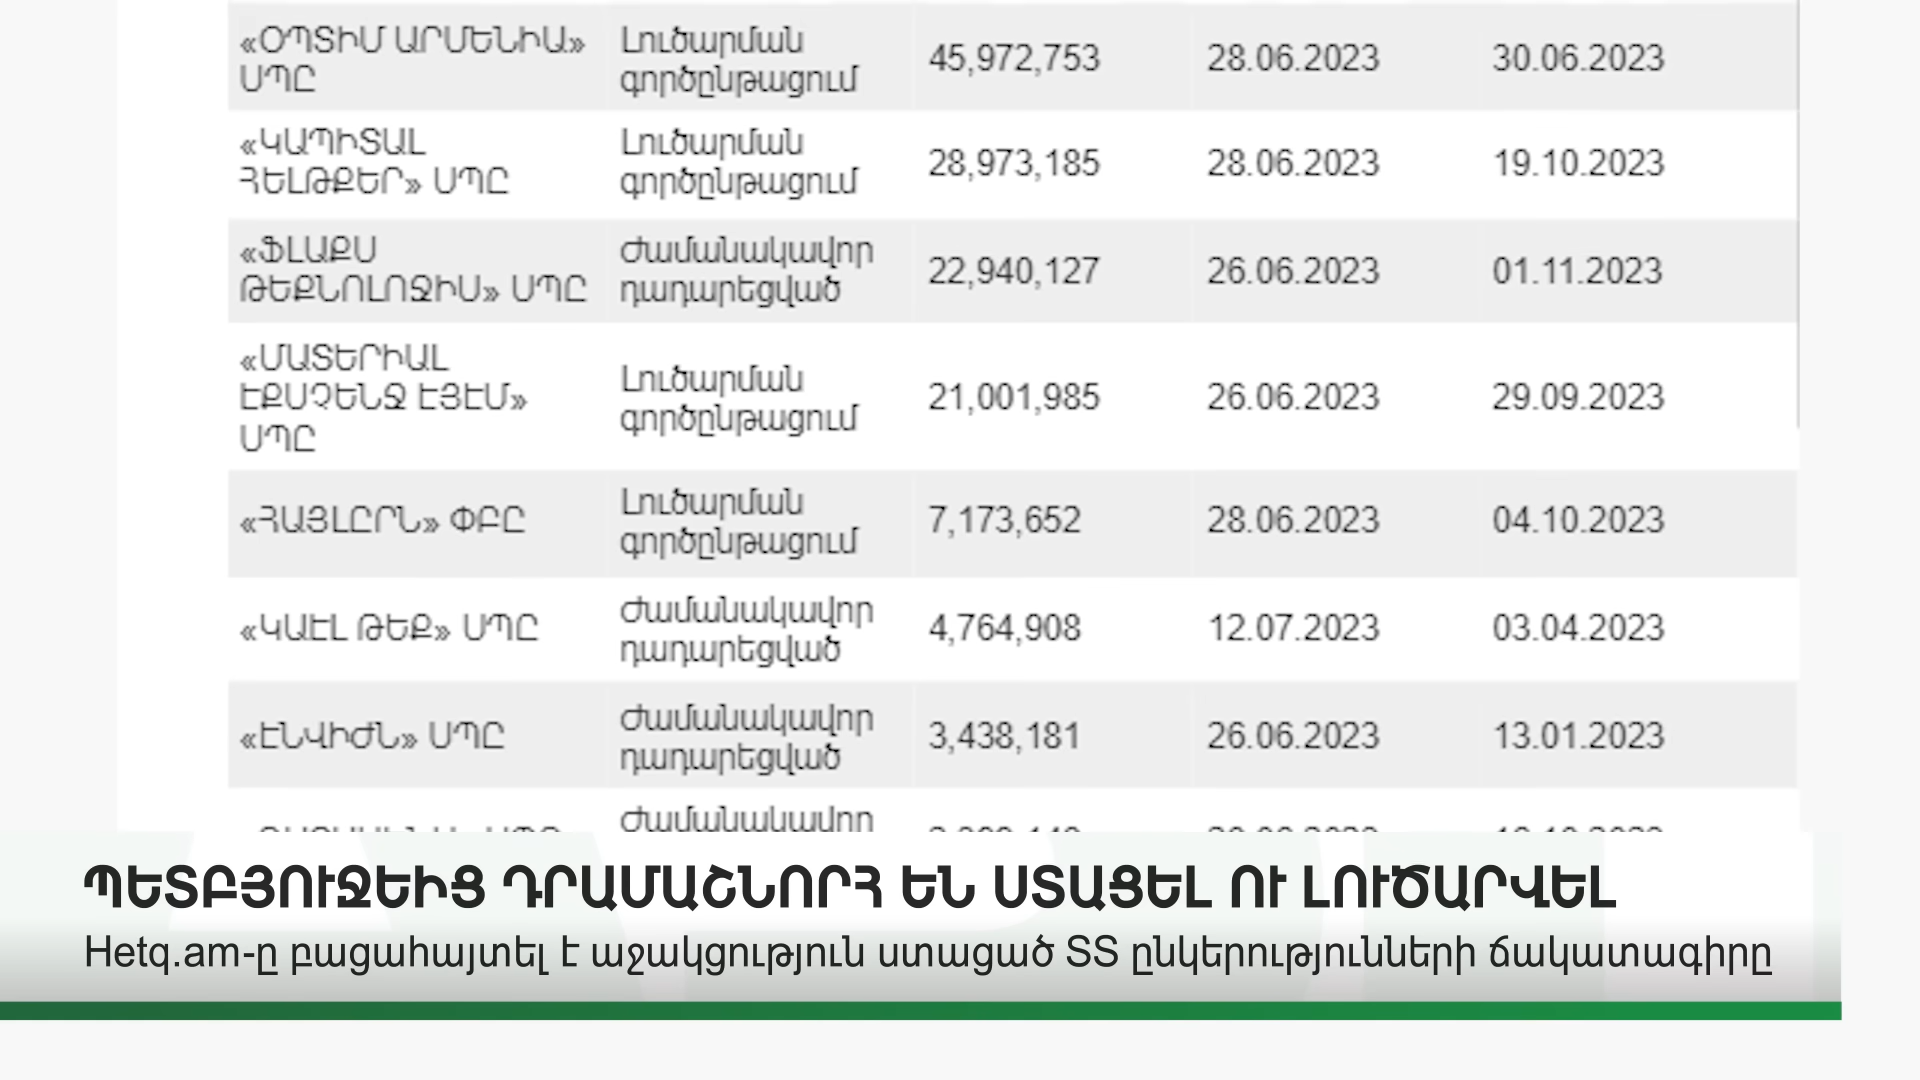 «ՕՊՏԻՄ ԱՐՄԵՆԻԱ»
ՍՊԸ
Լուծարման
գործընթացում
45,972,753
28.06.2023
30.06.2023
«ԿԱՊԻՏԱԼ
ՀԵԼԹՔԵՐ» ՍՊԸ
Լուծարման
գործընթացում
28,973,185
28.06.2023
19.10.2023
«ՖԼԱՔՍ
ԹԵՔՆՈԼՈՋԻՍ» ՍՊԸ
Ժամանակավոր
դադարեցված
22,940,127
26.06.2023
01.11.2023
«ՄԱՏԵՐԻԱԼ
ԷՔՍՉԵՆՋ ԷՅԷՄ»
ՍՊԸ
Լուծարման
գործընթացում
21,001,985
26.06.2023
29.09.2023
«ՀԱՅԼԸՐՆ» ՓԲԸ
Լուծարման
գործընթացում
7,173,652
28.06.2023
04.10.2023
«ԿԱԷԼ ԹԵՔ» ՍՊԸ
Ժամանակավոր
դադարեցված
4,764,908
12.07.2023
03.04.2023
«ԷՆՎԻԺՆ» ՍՊԸ
Ժամանակավոր
դադարեցված
3,438,181
26.06.2023
13.01.2023
Ժամանակավոր
ՊԵՏԲՅՈՒՋԵԻՑ ԴՐԱՄԱՇՆՈՐՀ ԵՆ ՍՏԱՑԵԼ ՈՒ ԼՈՒԾԱՐՎԵԼ
Hetq.am-ը բացահայտել է աջակցություն ստացած ՏՏ ընկերությունների ճակատագիրը